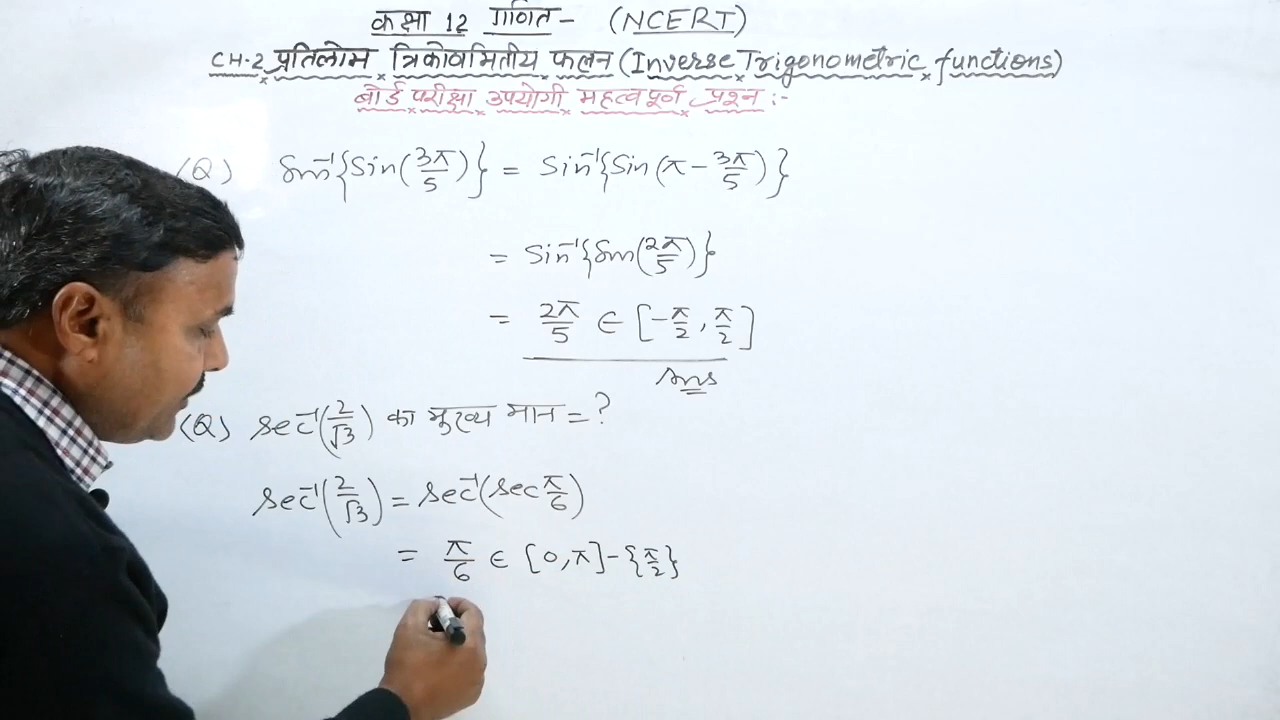 कक्षा 12 गणित - (NCERT)
CH-2 प्रतिलोम त्रिकोणमितीय फलन (Inverse Trigonometric functions)
बोर्ड परीक्षा उपयोगी महत्वपूर्ण प्रश्न :-
(Q) Sin⁻¹{Sin(3π/5)} = Sin⁻¹{Sin(π - 3π/5)}
= Sin⁻¹{Sin(2π/5)}
= 2π/5 ∈ [-π/2, π/2]
Ans
(Q) Sec⁻¹(2/√3) का मुख्य मान = ?
Sec⁻¹(2/√3) = Sec⁻¹(Sec π/6)
= π/6 ∈ [0, π] - {π/2}